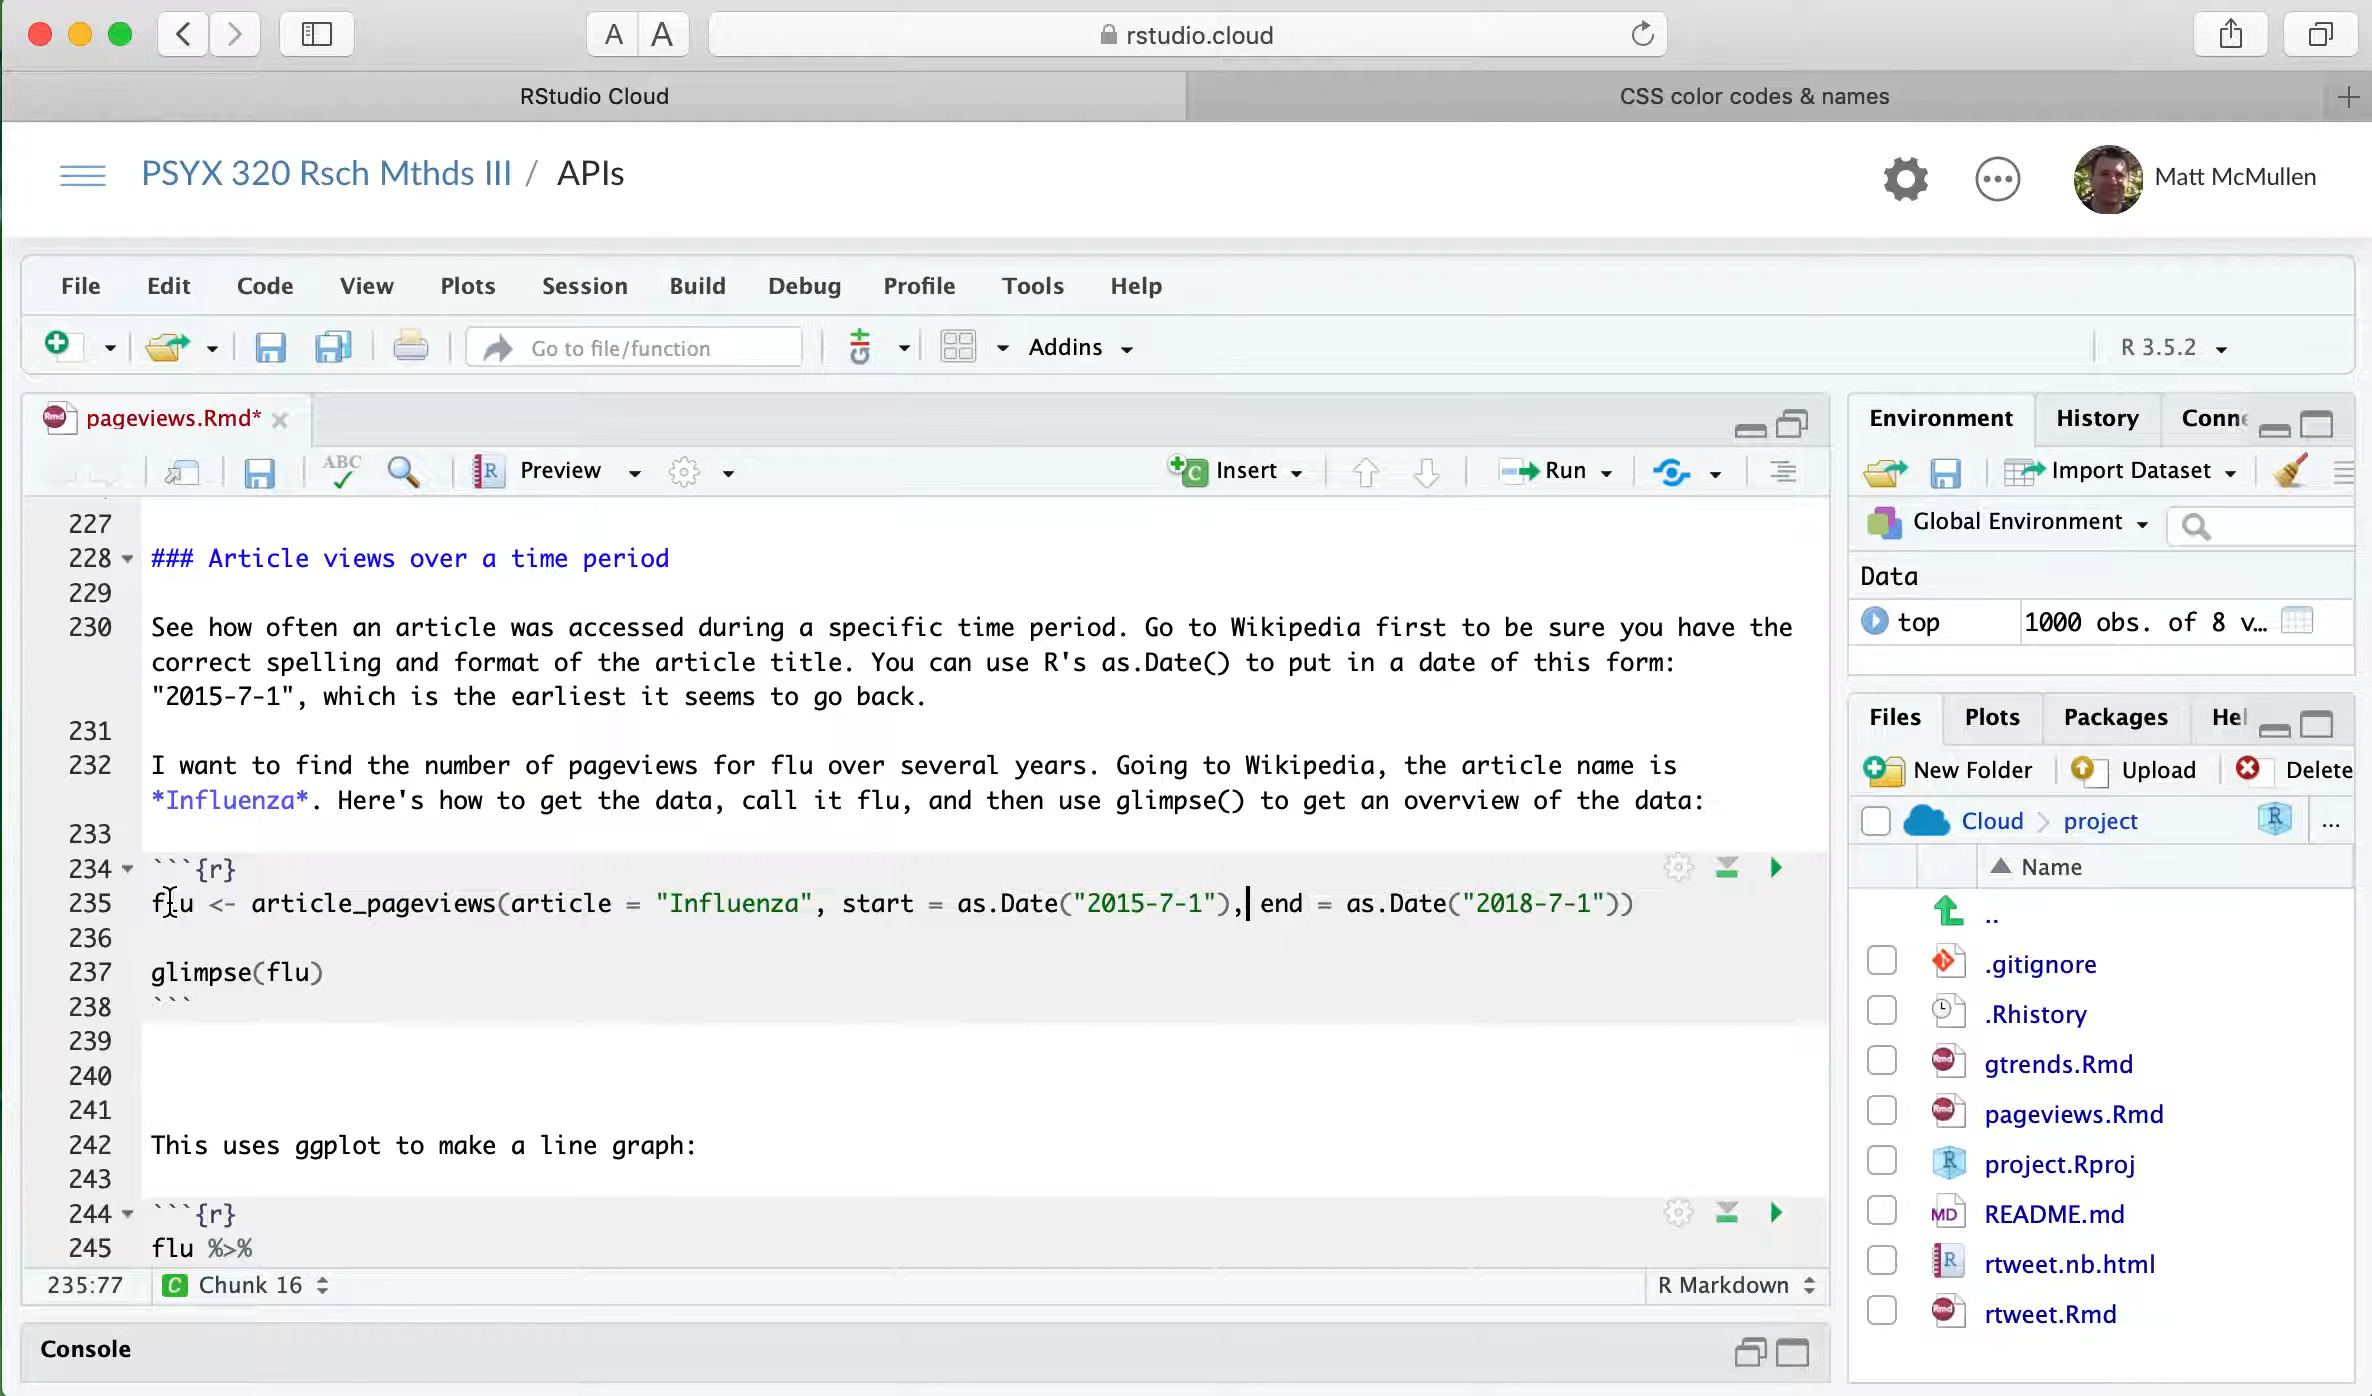 A A
rstudio.cloud
RStudio Cloud
CSS color codes & names
PSYX 320 Rsch Mthds III / APIs
Matt McMullen
File Edit Code View Plots Session Build Debug Profile Tools Help
Go to file/function
Addins
R 3.5.2
pageviews.Rmd*
ABC
Preview
Insert
Run
227
228 ### Article views over a time period
229
230 See how often an article was accessed during a specific time period. Go to Wikipedia first to be sure you have the
correct spelling and format of the article title. You can use R's as.Date() to put in a date of this form:
"2015-7-1", which is the earliest it seems to go back.
231
232 I want to find the number of pageviews for flu over several years. Going to Wikipedia, the article name is
*Influenza*. Here's how to get the data, call it flu, and then use glimpse() to get an overview of the data:
233
234 ```{r}
235 flu <- article_pageviews(article = "Influenza", start = as.Date("2015-7-1"), end = as.Date("2018-7-1"))
236
237 glimpse(flu)
238 ```
239
240
241
242 This uses ggplot to make a line graph:
243
244 ```{r}
245 flu %>%
235:77
C Chunk 16
R Markdown
Console
Environment History Conne
Import Dataset
Global Environment
Data
top 1000 obs. of 8 v…
Files Plots Packages Hel
New Folder Upload Delete
Cloud project
R ...
Name
..
.gitignore
.Rhistory
Rmd gtrends.Rmd
Rmd pageviews.Rmd
R project.Rproj
MD README.md
R rtweet.nb.html
Rmd rtweet.Rmd